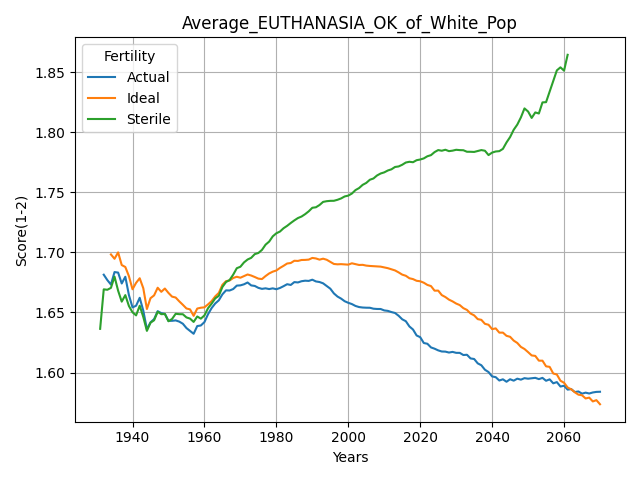 Average_EUTHANASIA_OK_of_White_Pop
Fertility
Actual
Ideal
Sterile
Score(1-2)
1.85
1.80
1.75
1.70
1.65
1.60
1940
1960
1980
2000
2020
2040
2060
Years